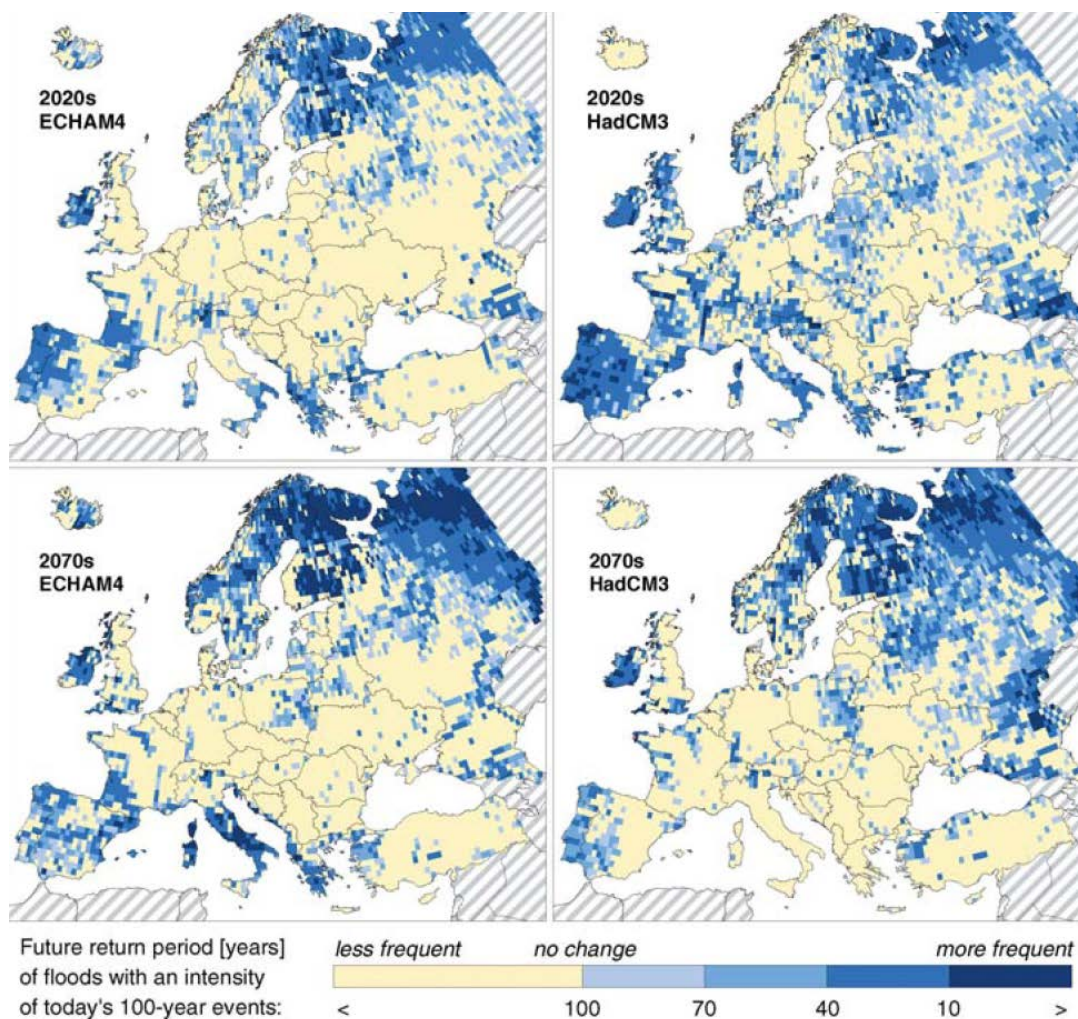 2020s
ECHAM4
2020s
HadCM3
2070s
ECHAM4
2070s
HadCM3
Future return period [years]
of floods with an intensity
of today's 100-year events:
less frequent no change more frequent
< 100 70 40 10 >